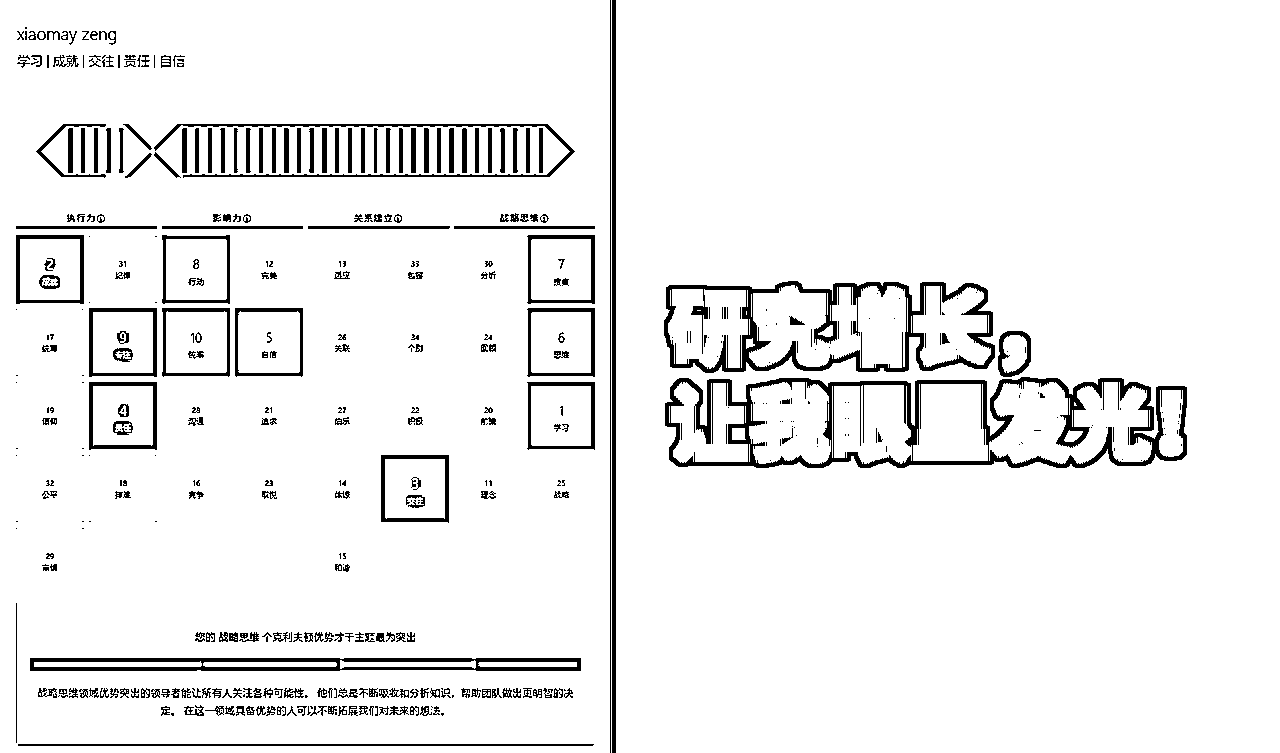 xiaomay zeng
学习 | 成就 | 交往 | 责任 | 自信
执行力 影响力 关系建立 战略思维
2 31 8 12 13 33 30 7
成就 记惮 行动 完美 适应 包容 分析 搜集
17 9 10 5 26 34 24 6
统筹 专注 统率 自信 关联 个别 回顾 思维
19 4 28 21 27 22 20 1
信仰 责任 沟通 追求 伯乐 积极 前瞻 学习
32 18 16 23 14 3 11 25
公平 排难 竞争 取悦 体谅 交往 理念 战略
29 15
审慎 和谐
您的 战略思维 个克利夫顿优势才干主题最为突出
战略思维领域优势突出的领导者能让所有人关注各种可能性。 他们总是不断吸收和分析知识，帮助团队做出更明智的决
定。 在这一领域具备优势的人可以不断拓展我们对未来的想法。
研究增长，
让我眼里发光！